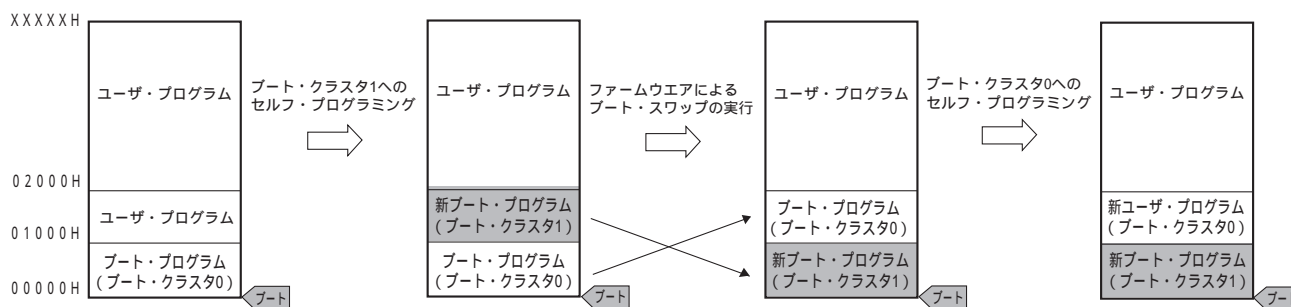 XXXXXH
ユーザ・プログラム
ユーザ・プログラム
ブート・プログラム
(ブート・クラスタ0)
02000H
01000H
00000H
ブート
ブート・クラスタ1への
セルフ・プログラミング
ユーザ・プログラム
新ブート・プログラム
(ブート・クラスタ1)
ブート・プログラム
(ブート・クラスタ0)
ブート
ファームウエアによる
ブート・スワップの実行
ユーザ・プログラム
ブート・プログラム
(ブート・クラスタ0)
新ブート・プログラム
(ブート・クラスタ1)
ブート
ブート・クラスタ0への
セルフ・プログラミング
ユーザ・プログラム
新ユーザ・プログラム
(ブート・クラスタ0)
新ブート・プログラム
(ブート・クラスタ1)
ブー